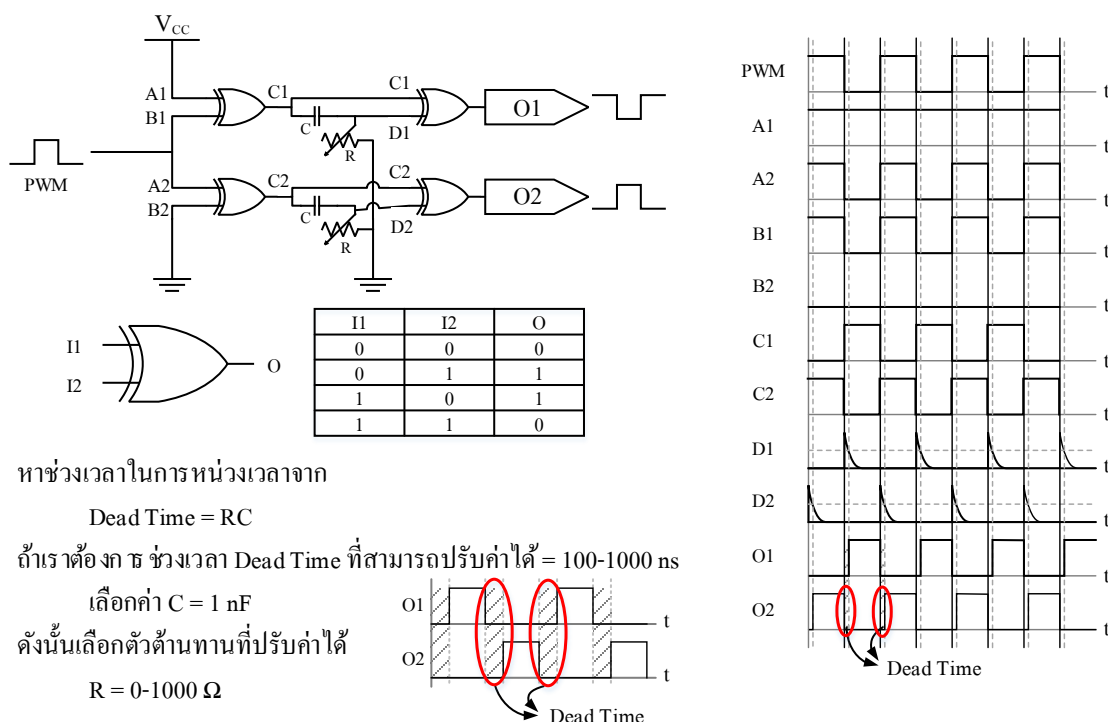 V_CC
A1
B1
C1
C
R
C1
D1
O1
PWM
A2
B2
C2
C
R
C2
D2
O2
I1
I2
O
I1 I2 O
0 0 0
0 1 1
1 0 1
1 1 0
หาช่วงเวลาในการหน่วงเวลาจาก
Dead Time = RC
ถ้าเราต้องการ ช่วงเวลา Dead Time ที่สามารถปรับค่าได้ = 100-1000 ns
เลือกค่า C = 1 nF
ดังนั้นเลือกตัวต้านทานที่ปรับค่าได้
R = 0-1000 Ω
O1
t
O2
t
Dead Time
PWM
t
A1
t
A2
t
B1
t
B2
t
C1
t
C2
t
D1
t
D2
t
O1
t
O2
t
Dead Time